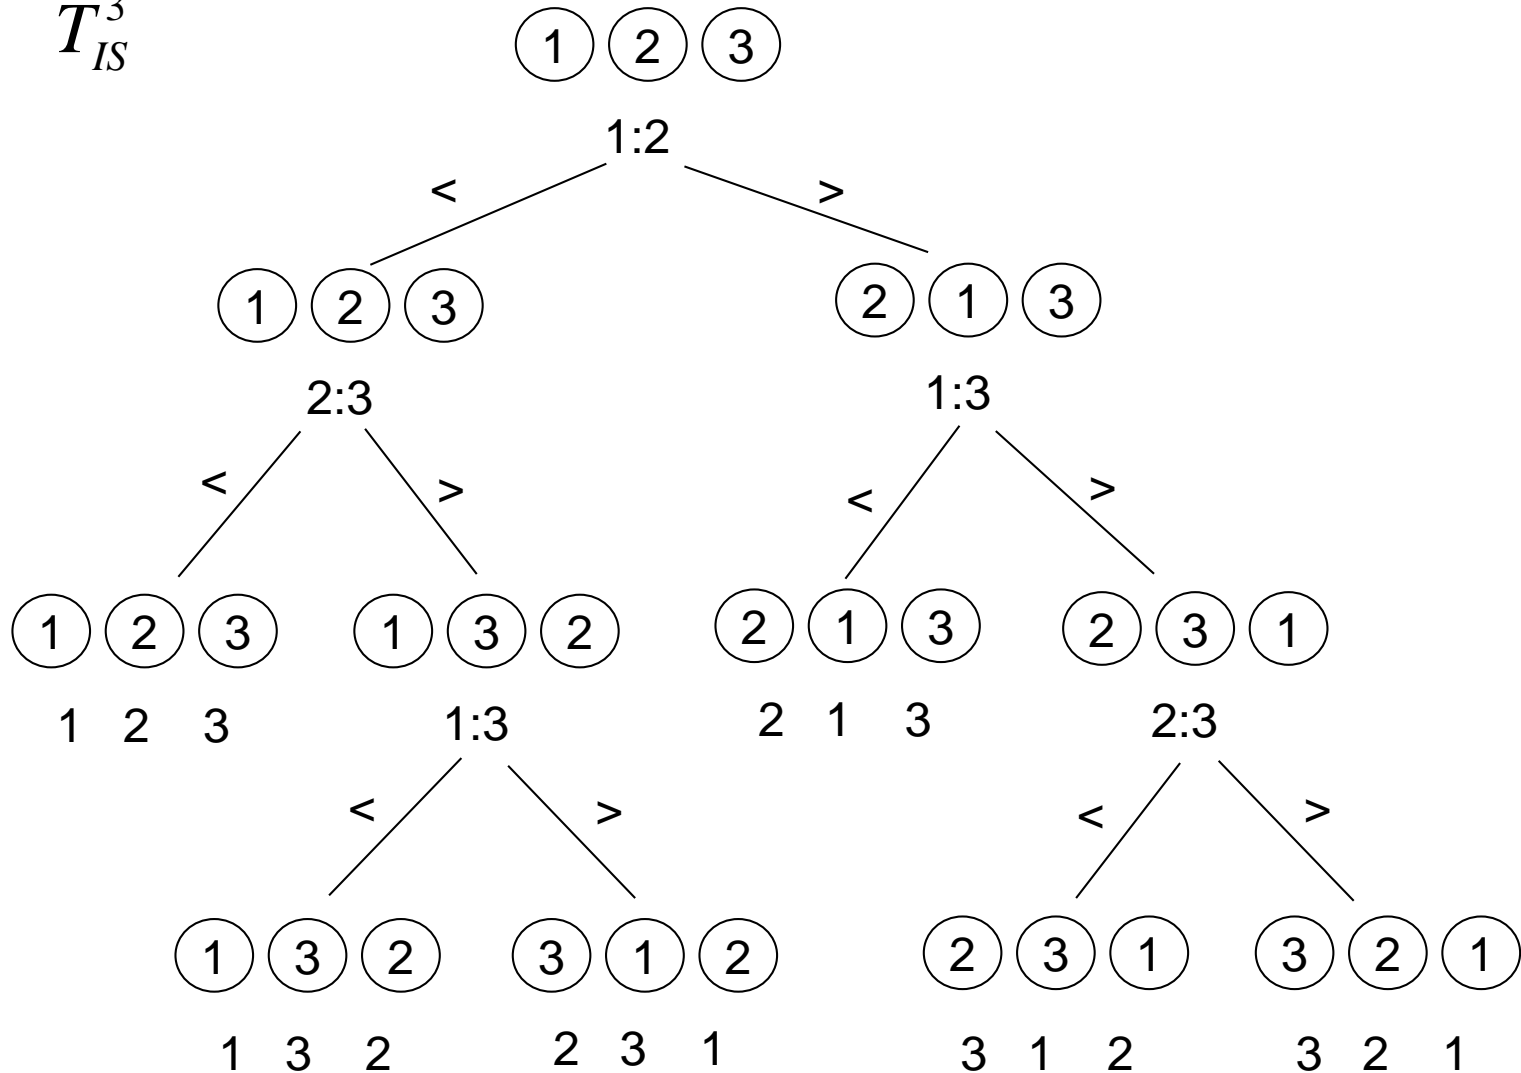 T_IS^3
1 2 3
1:2
< >
1 2 3 2 1 3
2:3 1:3
< > < >
1 2 3 1 3 2 2 1 3 2 3 1
1 2 3 1:3 2 1 3 2:3
< > < >
1 3 2 3 1 2 2 3 1 3 2 1
1 3 2 2 3 1 3 1 2 3 2 1